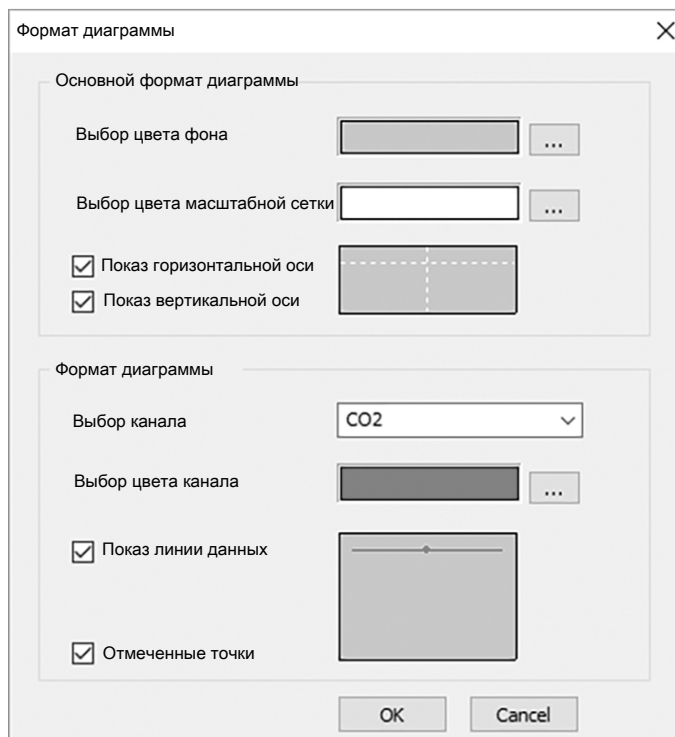 Формат диаграммы
Основной формат диаграммы
Выбор цвета фона
...
Выбор цвета масштабной сетки
...
Показ горизонтальной оси
Показ вертикальной оси
Формат диаграммы
Выбор канала
CO2
Выбор цвета канала
...
Показ линии данных
Отмеченные точки
OK
Cancel